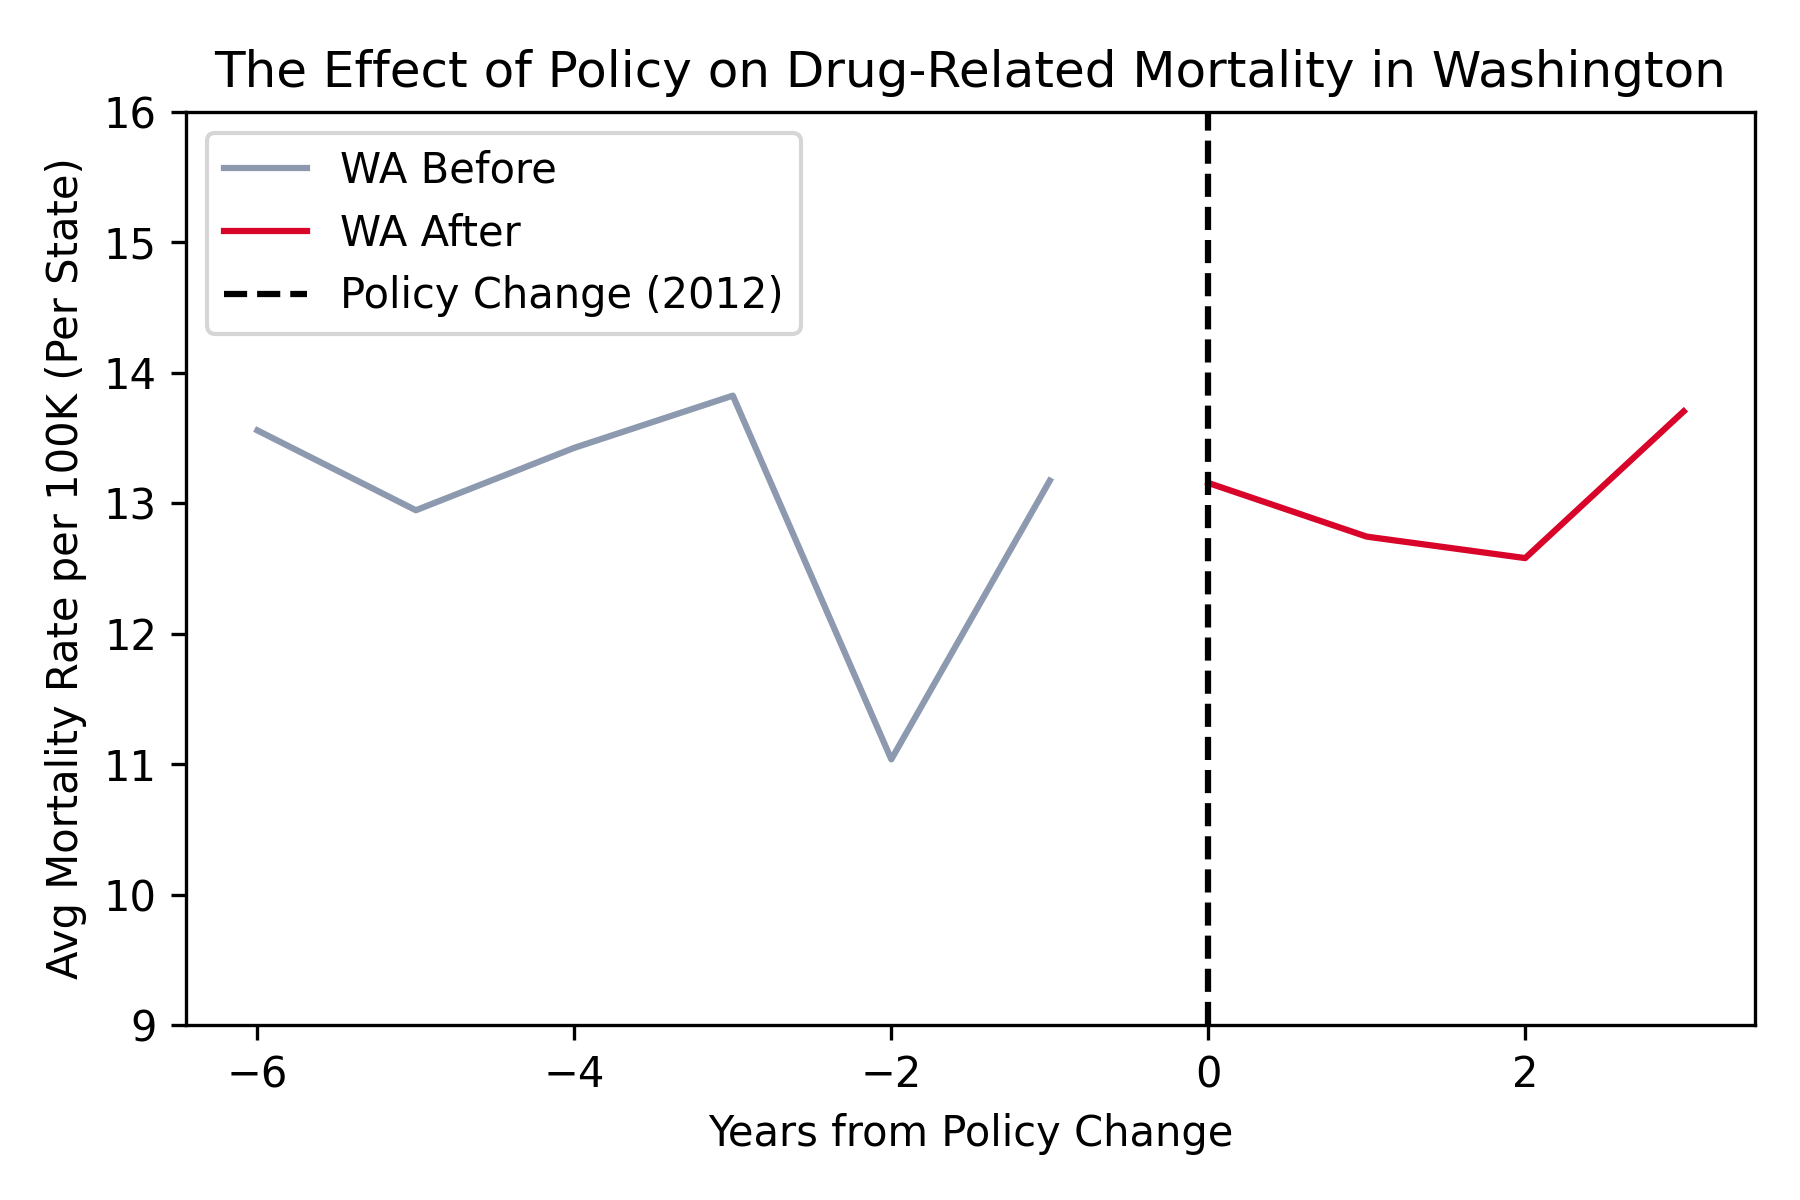 The Effect of Policy on Drug-Related Mortality in Washington
Avg Mortality Rate per 100K (Per State)
16
15
14
13
12
11
10
9
WA Before
WA After
Policy Change (2012)
−6
−4
−2
0
2
Years from Policy Change